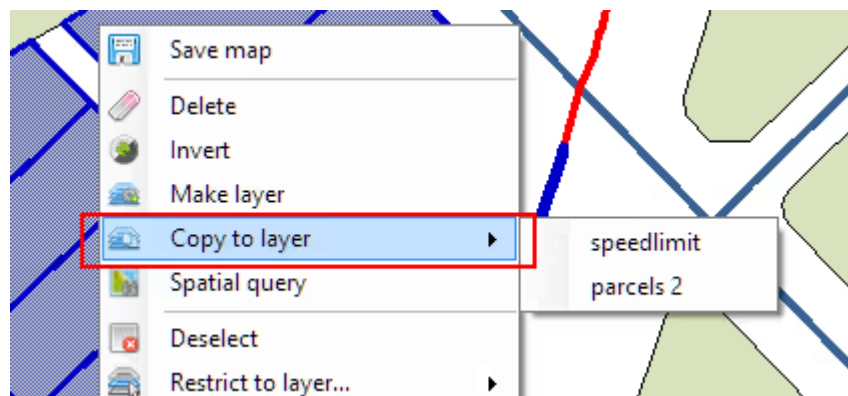 Save map
Delete
Invert
Make layer
Copy to layer
speedlimit
parcels 2
Spatial query
Deselect
Restrict to layer...